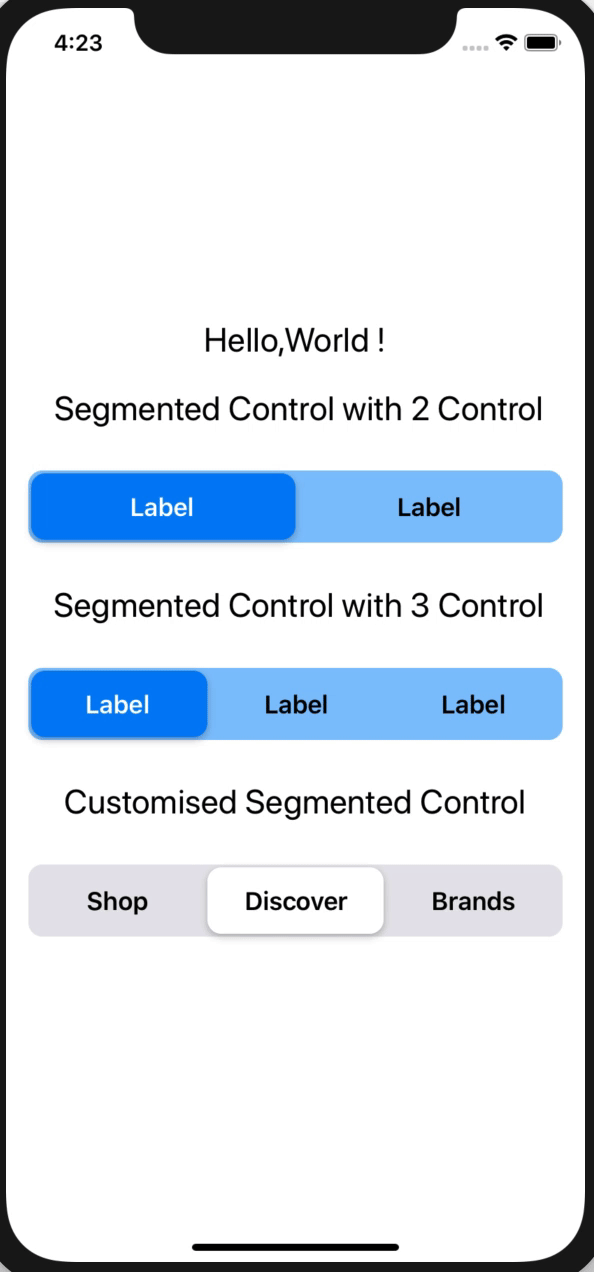 4:23
Hello,World !
Segmented Control with 2 Control
Label Label
Segmented Control with 3 Control
Label Label Label
Customised Segmented Control
Shop Discover Brands